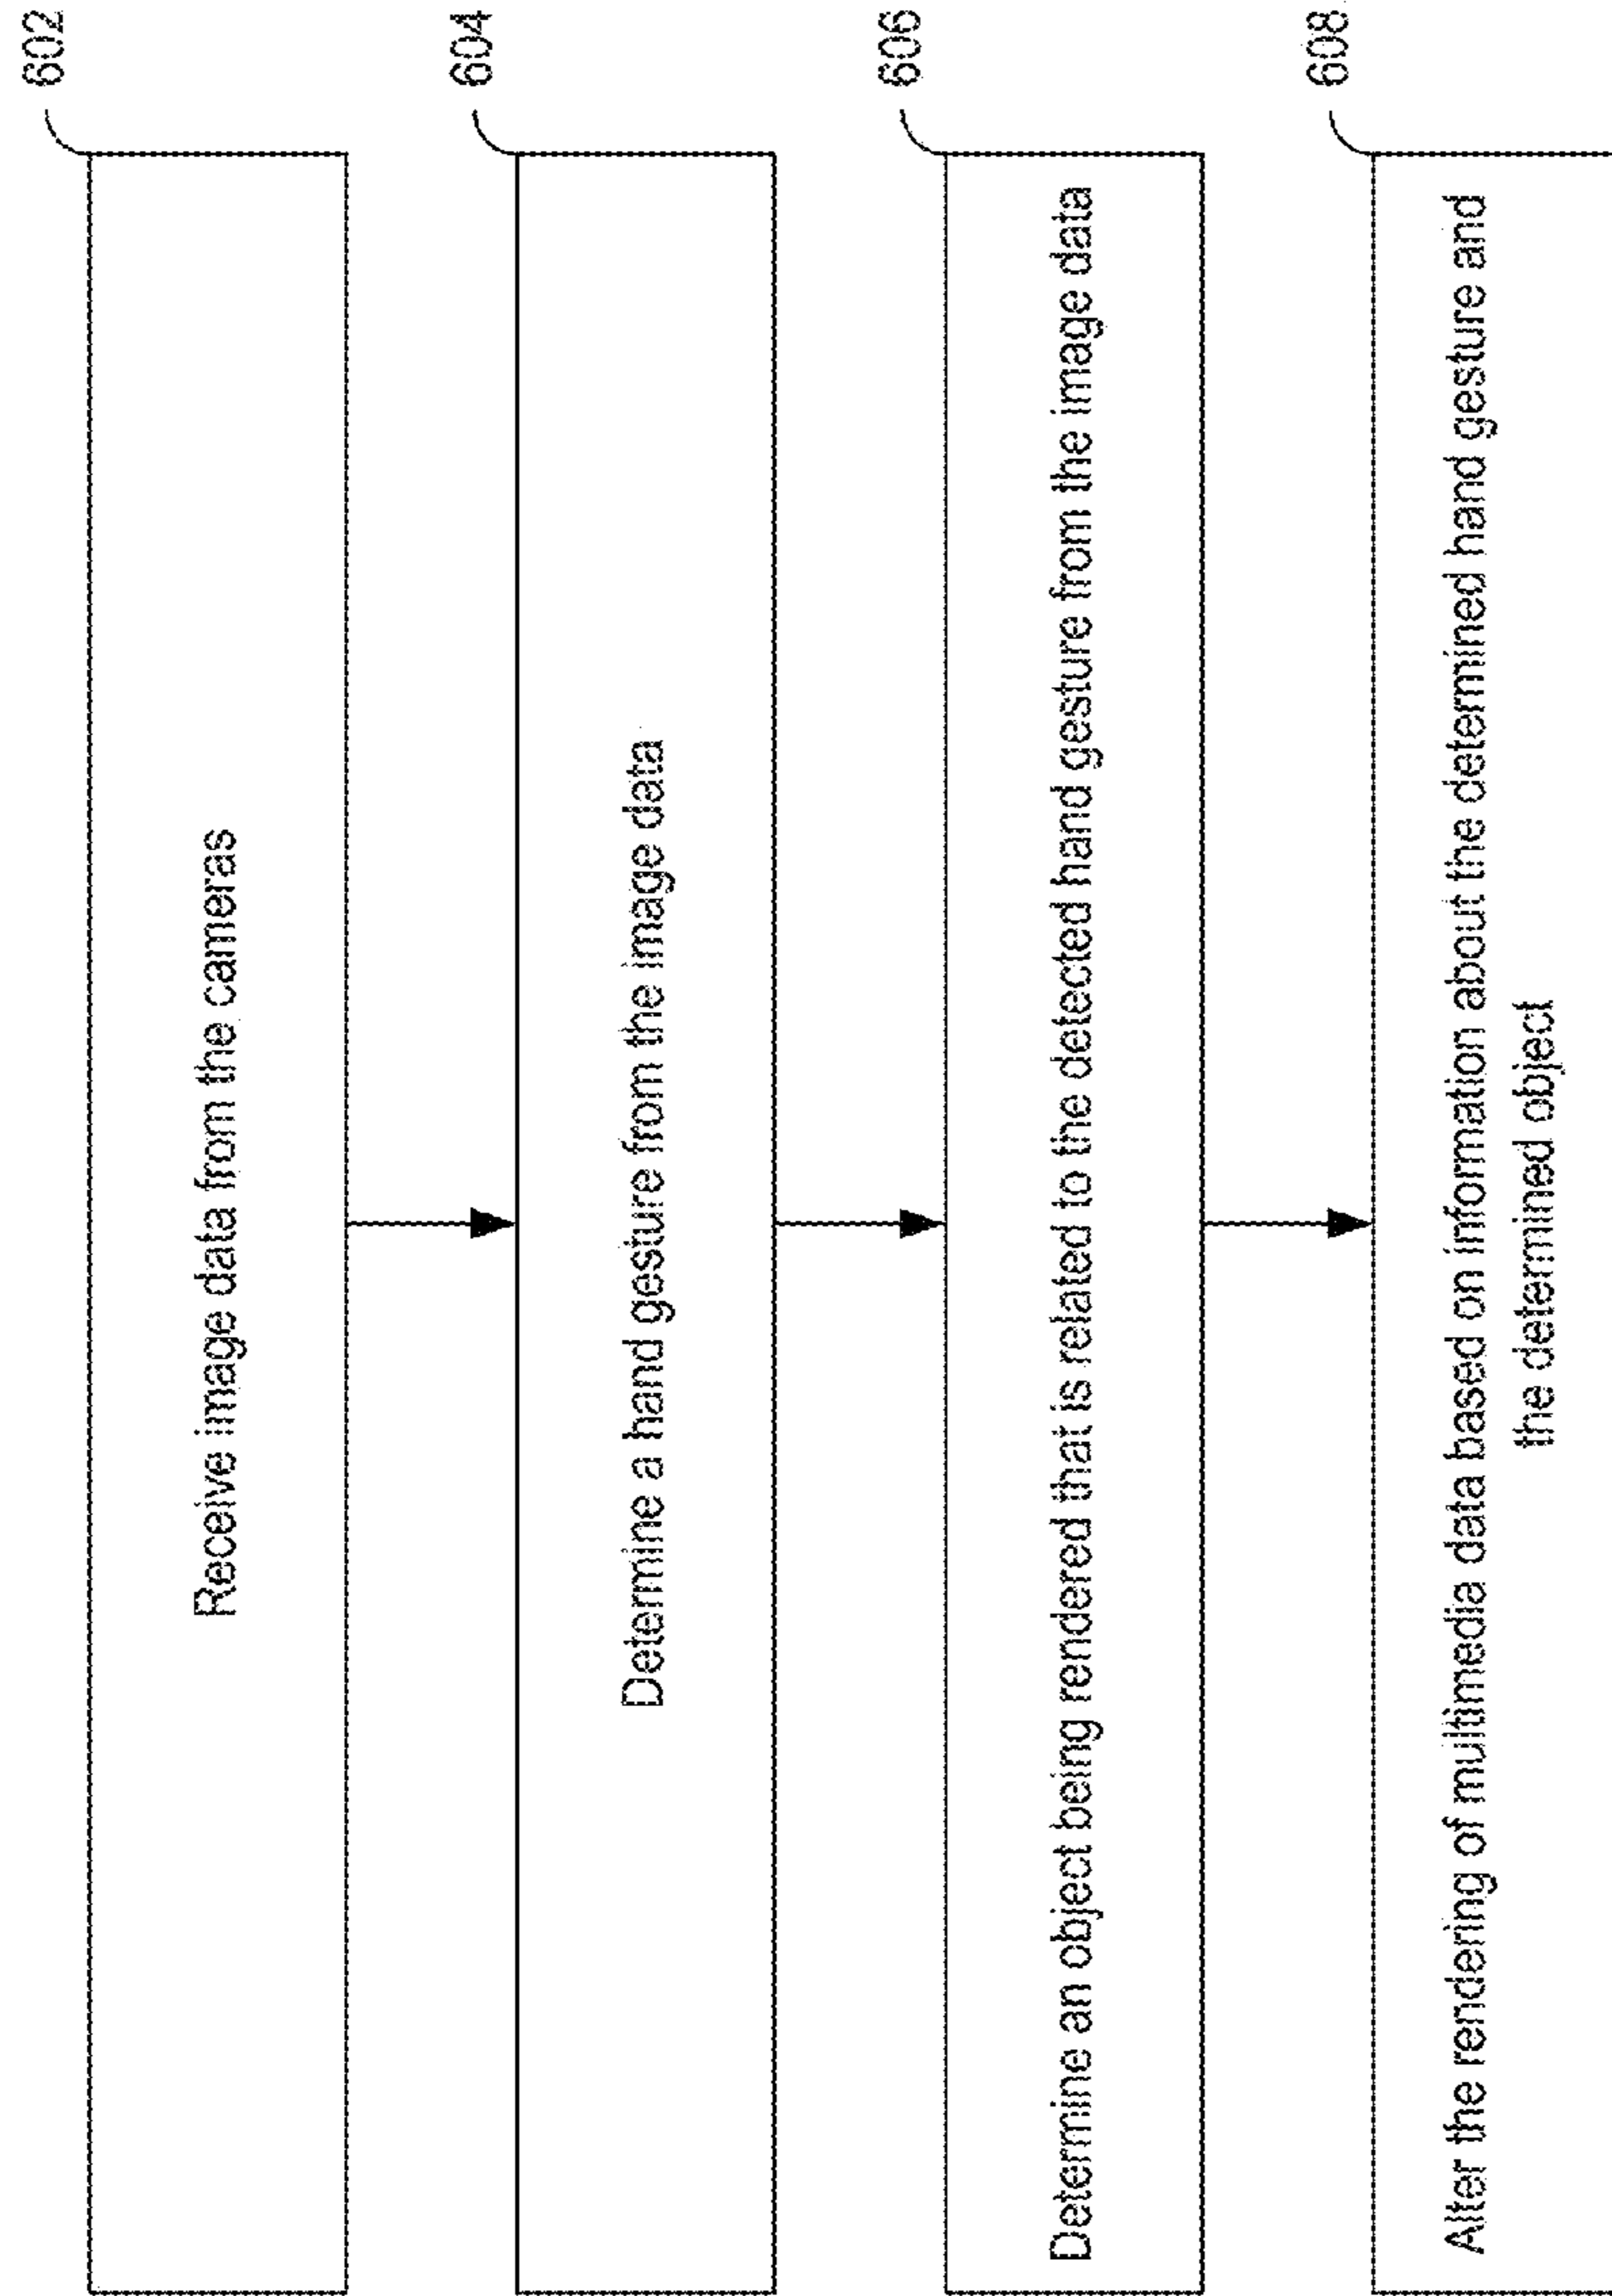 602
Receive image data from the cameras
604
Determine a hand gesture from the image data
606
Determine an object being rendered that is related to the detected hand gesture from the image data
608
Alter the rendering of multimedia data based on information about the determined hand gesture and
the determined object